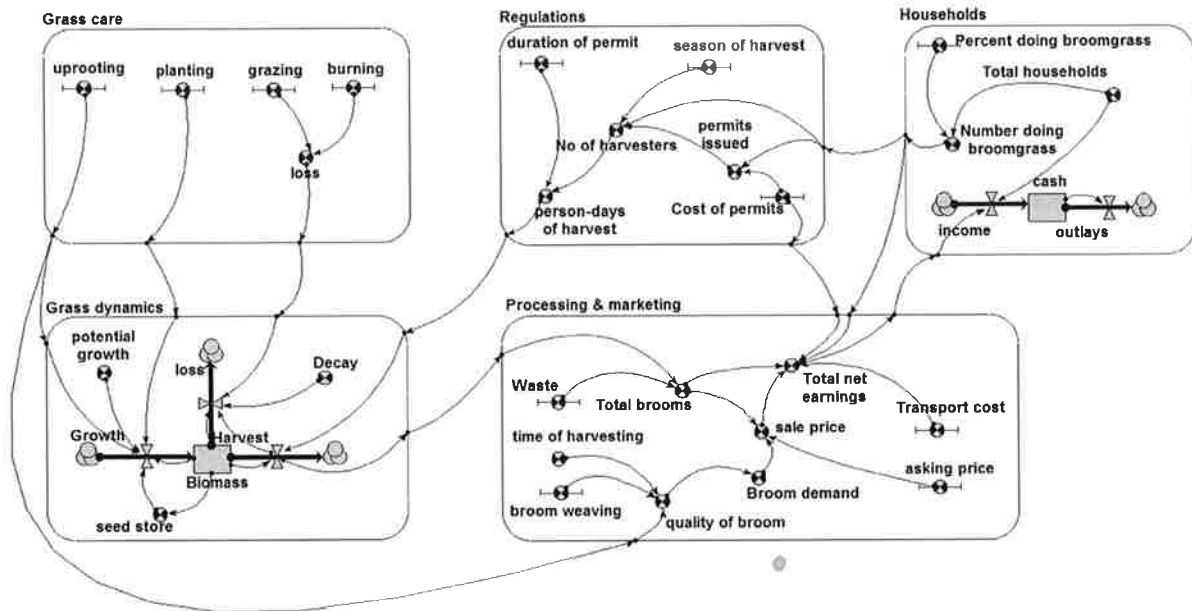 Grass care
uprooting
planting
grazing
burning
loss
Regulations
duration of permit
season of harvest
No of harvesters
permits
issued
person-days
of harvest
Cost of permits
Households
Percent doing broomgrass
Total households
Number doing
broomgrass
cash
income
outlays
Grass dynamics
potential
growth
loss
Decay
Growth
Harvest
Biomass
seed store
Processing & marketing
Waste
Total brooms
Total net
earnings
Transport cost
time of harvesting
sale price
asking price
broom weaving
Broom demand
quality of broom